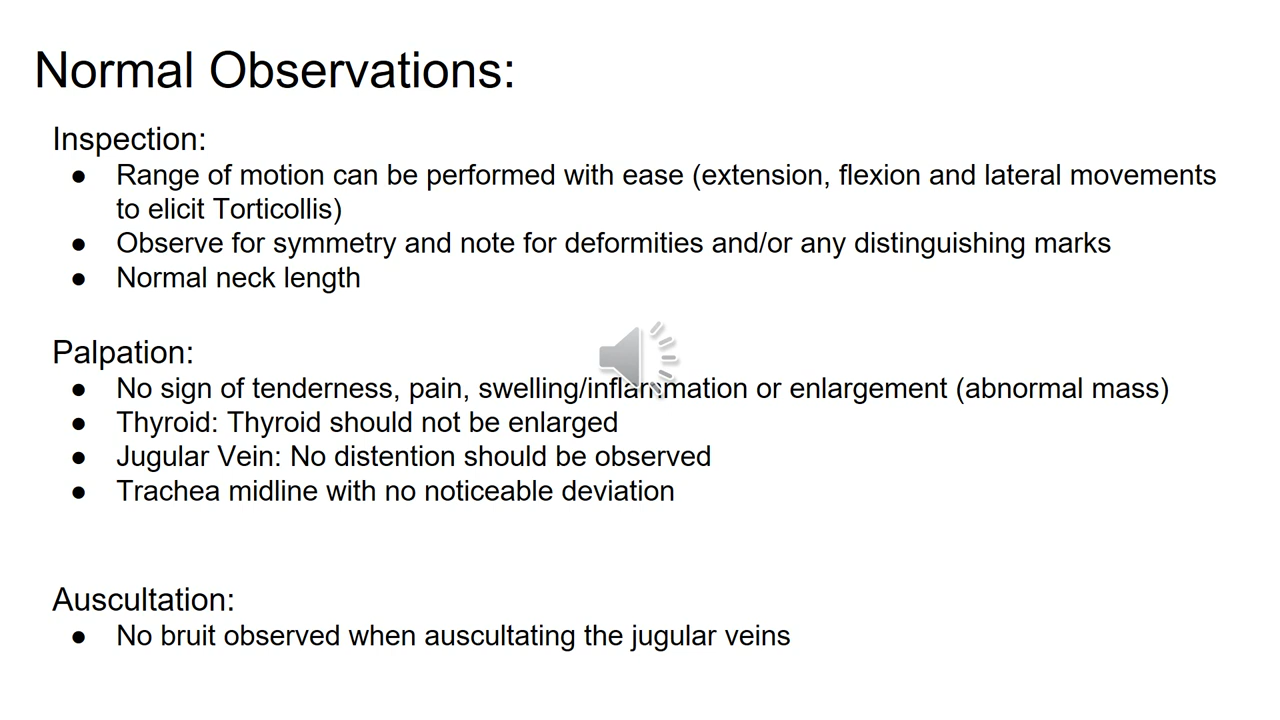 Normal Observations:
Inspection:
● Range of motion can be performed with ease (extension, flexion and lateral movements
to elicit Torticollis)
● Observe for symmetry and note for deformities and/or any distinguishing marks
● Normal neck length
Palpation:
● No sign of tenderness, pain, swelling/inflammation or enlargement (abnormal mass)
● Thyroid: Thyroid should not be enlarged
● Jugular Vein: No distention should be observed
● Trachea midline with no noticeable deviation
Auscultation:
● No bruit observed when auscultating the jugular veins